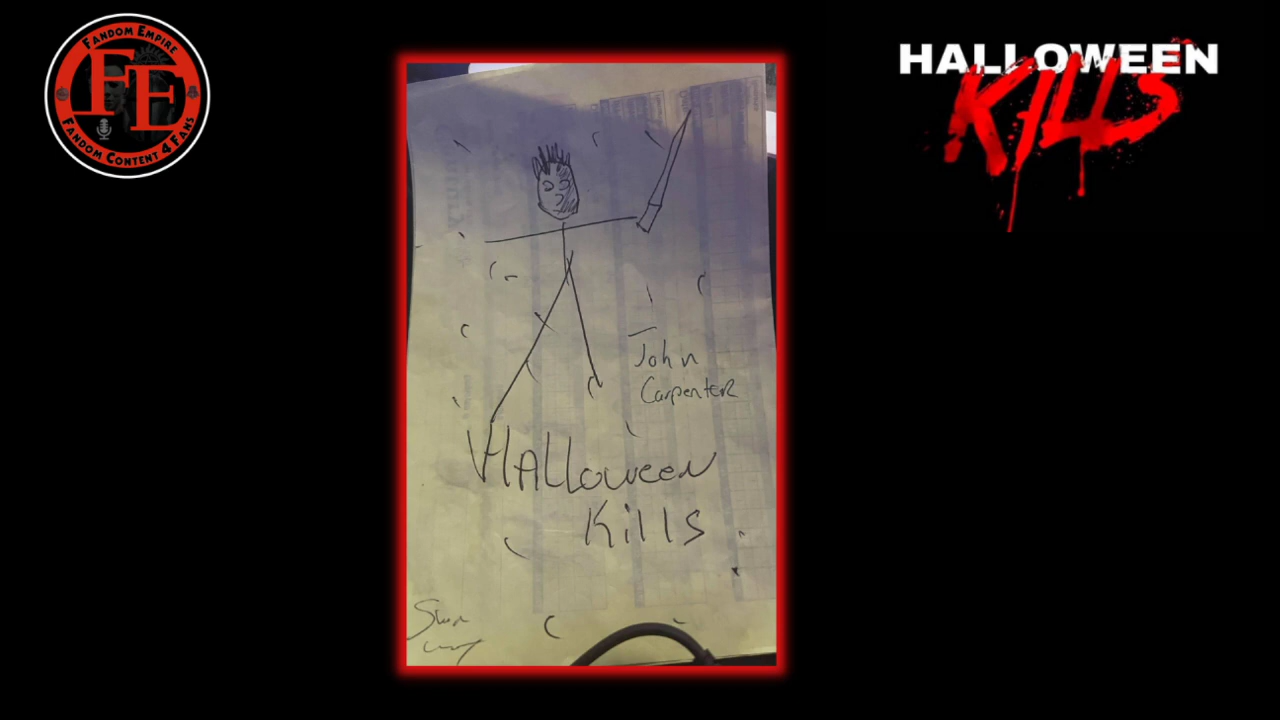 FANDOM EMPIRE
FE
FANDOM CONTENT 4 FANS
HALLOWEEN
KILLS
John
CarpenteR
HAlloween
Kills